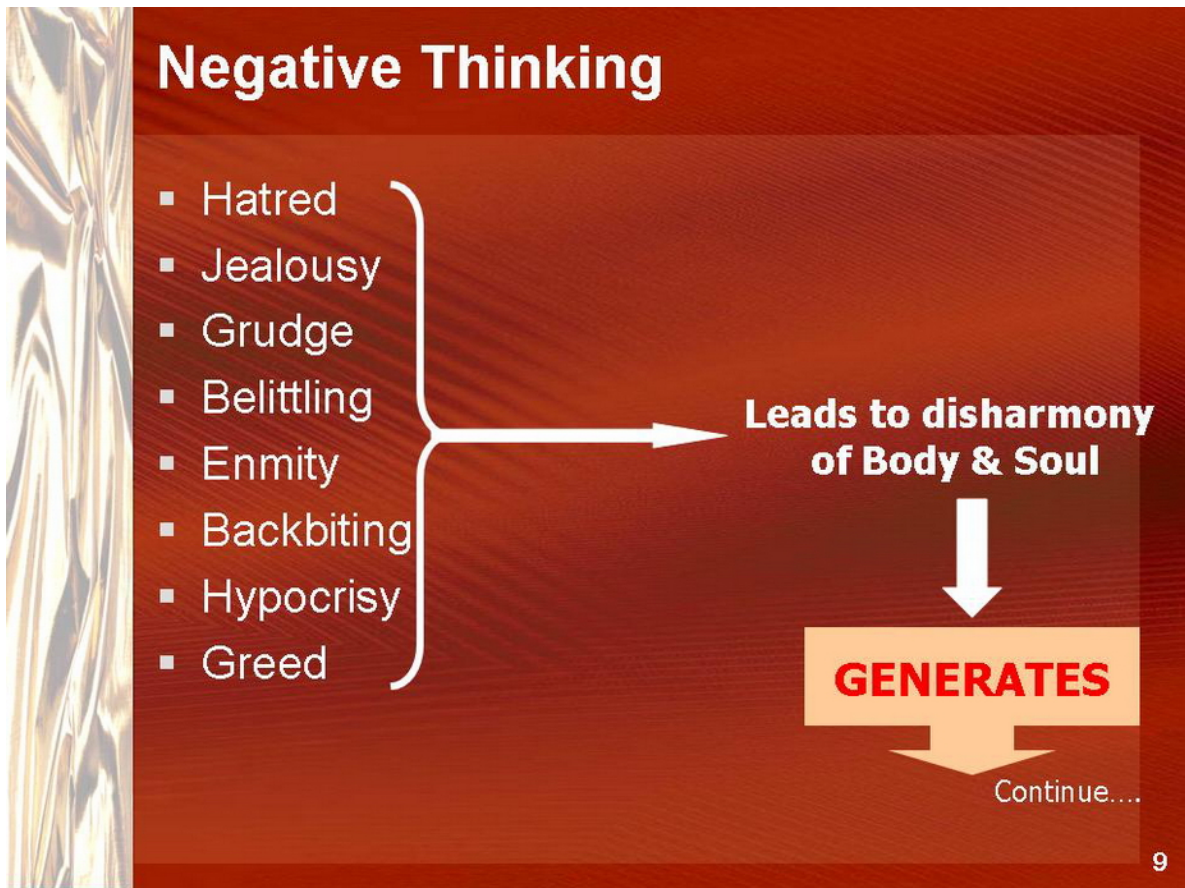 Negative Thinking
▪ Hatred
▪ Jealousy
▪ Grudge
▪ Belittling
▪ Enmity
▪ Backbiting
▪ Hypocrisy
▪ Greed
Leads to disharmony
of Body & Soul
GENERATES
Continue....
9